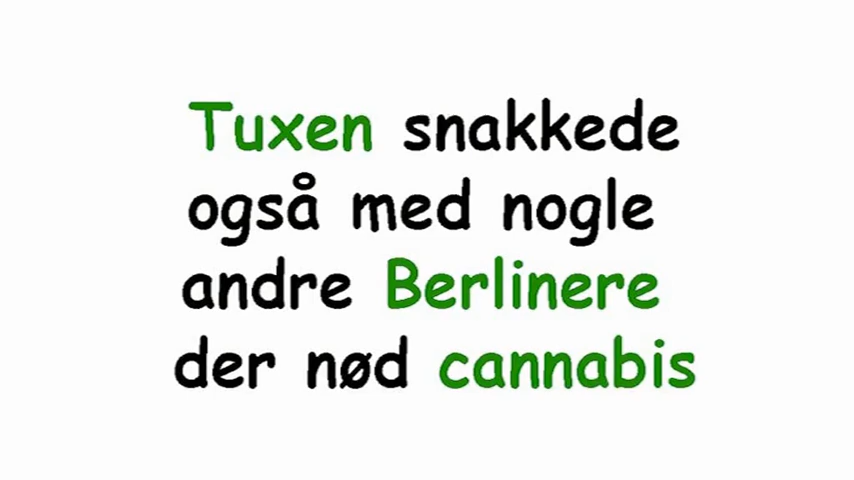 Tuxen snakkede
også med nogle
andre Berlinere
der nød cannabis